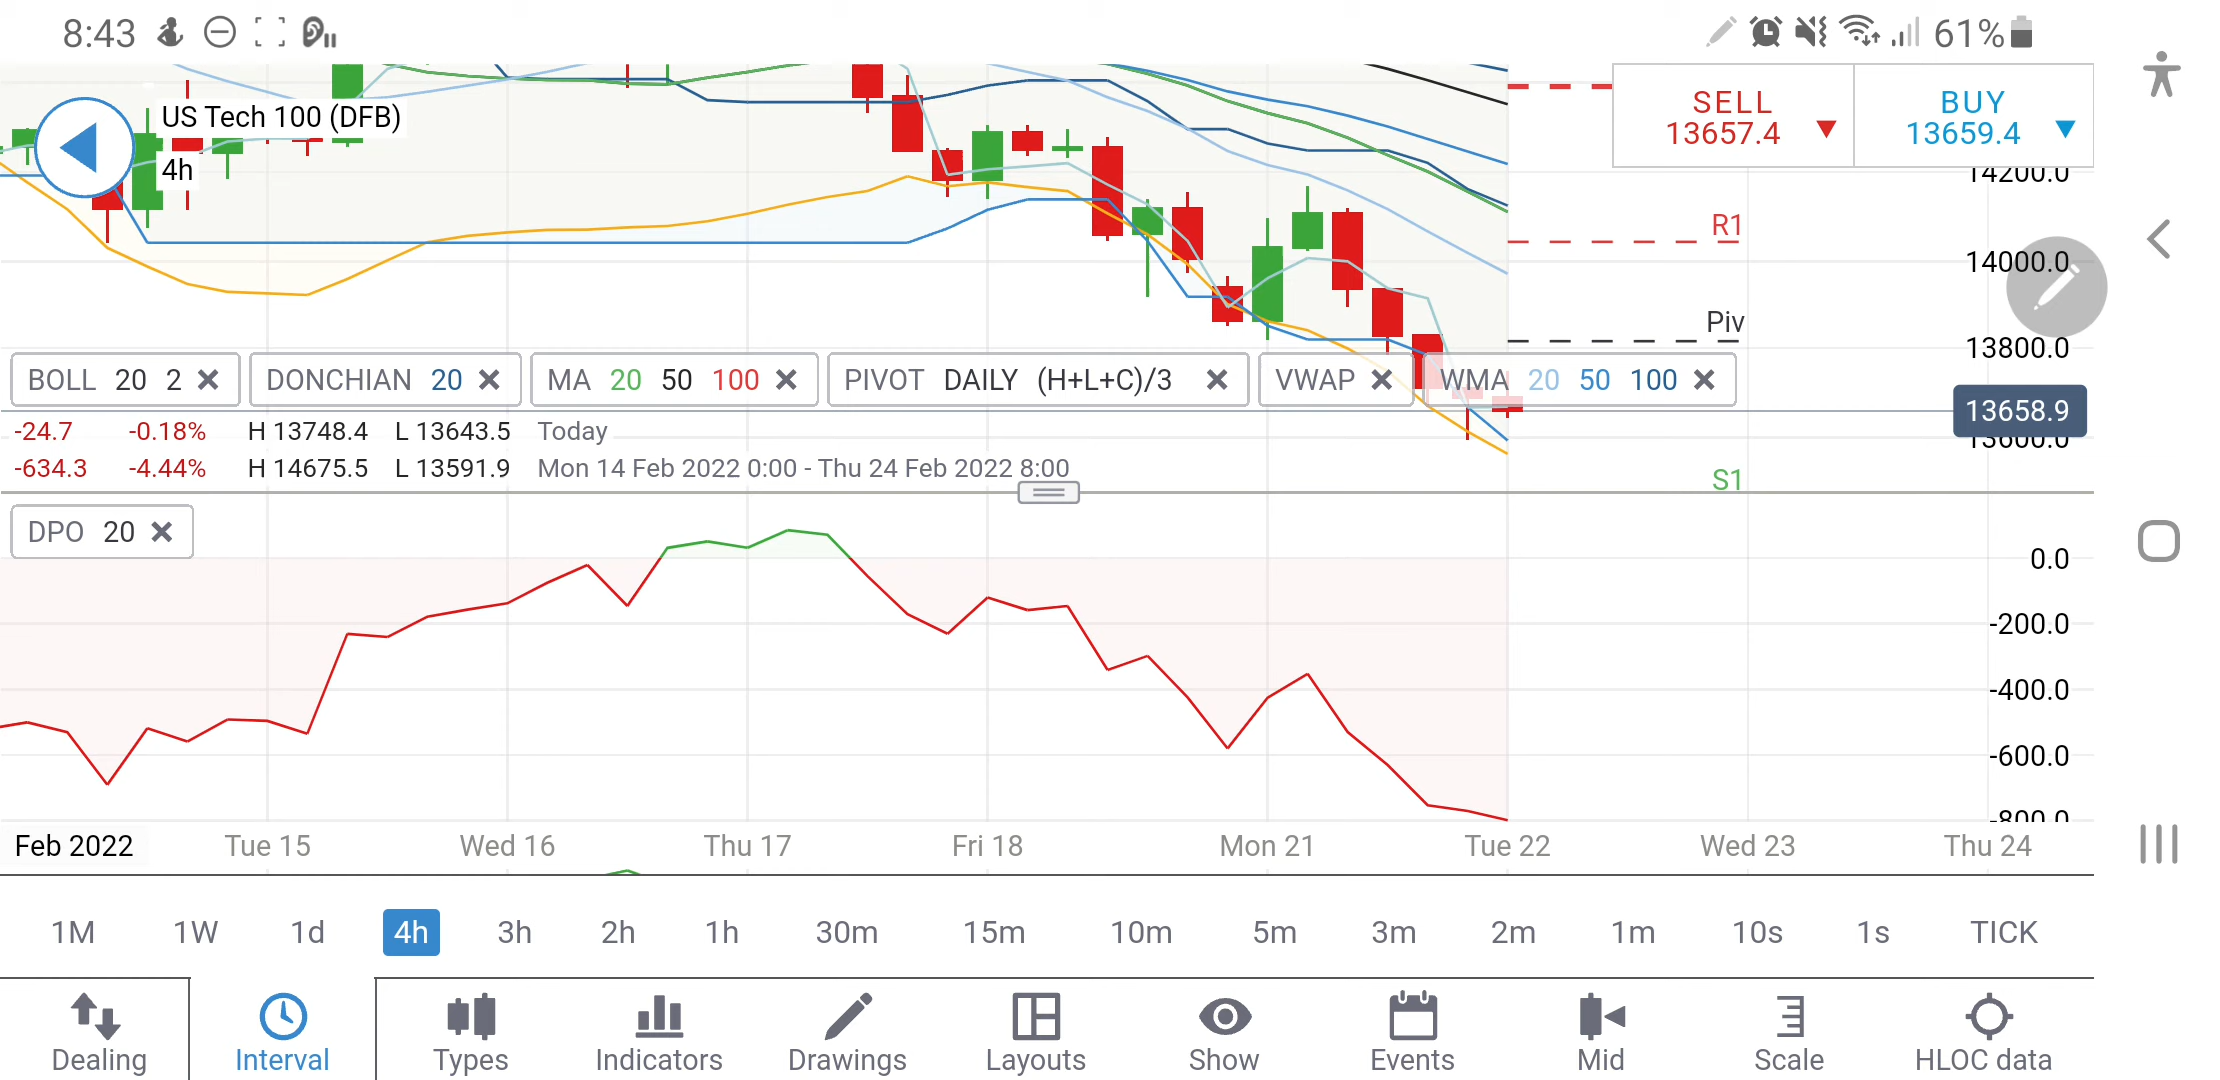 8:43 61%
US Tech 100 (DFB)
4h
SELL 13657.4
BUY 13659.4
14200.0
R1
14000.0
Piv
13800.0
BOLL 20 2 DONCHIAN 20 MA 20 50 100 PIVOT DAILY (H+L+C)/3 VWAP WMA 20 50 100
13658.9
-24.7 -0.18% H 13748.4 L 13643.5 Today
13600.0
-634.3 -4.44% H 14675.5 L 13591.9 Mon 14 Feb 2022 0:00 - Thu 24 Feb 2022 8:00
S1
DPO 20
0.0
-200.0
-400.0
-600.0
-800.0
Feb 2022 Tue 15 Wed 16 Thu 17 Fri 18 Mon 21 Tue 22 Wed 23 Thu 24
1M 1W 1d 4h 3h 2h 1h 30m 15m 10m 5m 3m 2m 1m 10s 1s TICK
Dealing Interval Types Indicators Drawings Layouts Show Events Mid Scale HLOC data